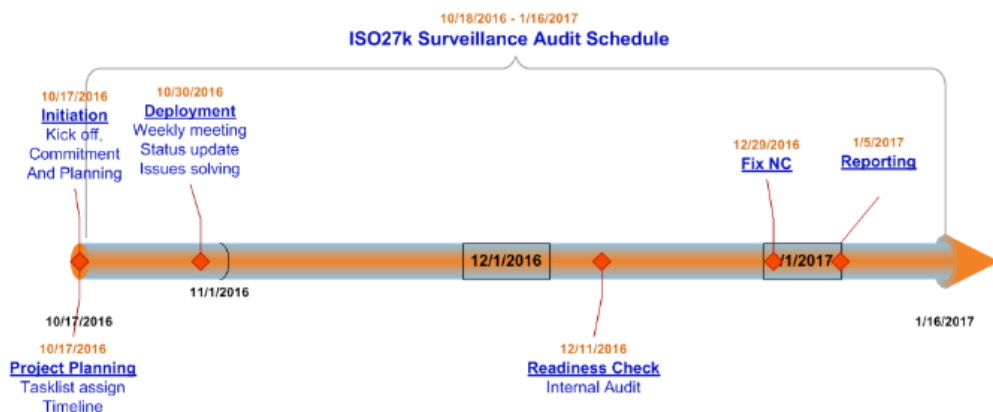 10/18/2016 - 1/16/2017
ISO27k Surveillance Audit Schedule
10/17/2016
Initiation
Kick off,
Commitment
And Planning
10/30/2016
Deployment
Weekly meeting
Status update
Issues solving
12/29/2016
Fix NC
1/5/2017
Reporting
12/1/2016
/1/2017
11/1/2016
10/17/2016
1/16/2017
10/17/2016
Project Planning
Tasklist assign
Timeline
12/11/2016
Readiness Check
Internal Audit